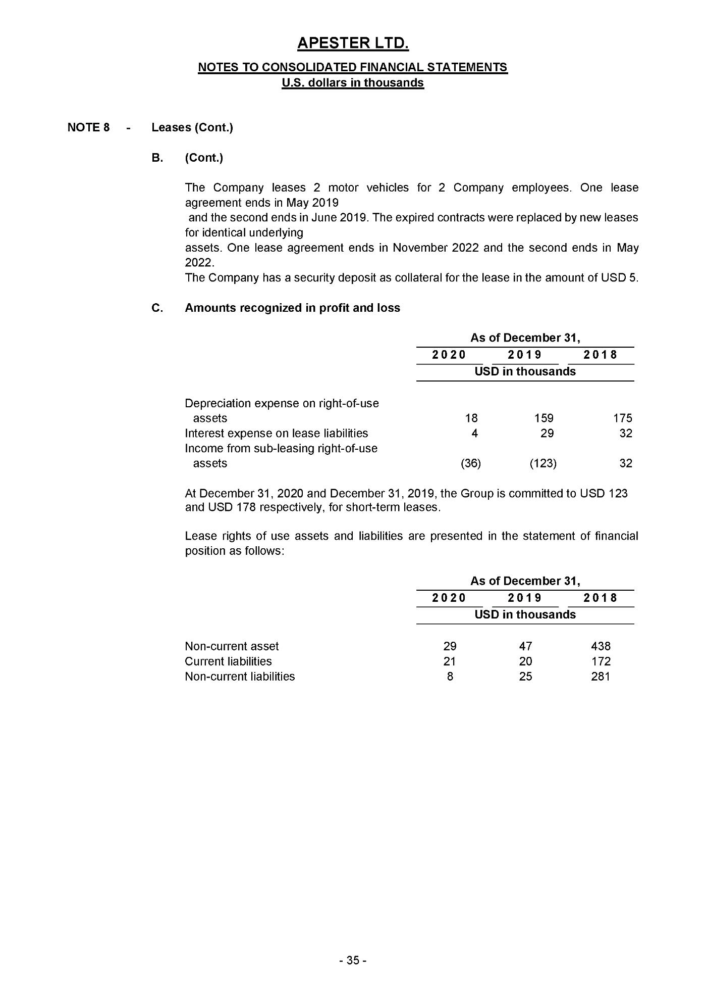 APESTER LTD.
NOTES TO CONSOLIDATED FINANCIAL STATEMENTS
U.S. dollars in thousands
NOTE 8 - Leases (Cont.)
B. (Cont.)
The Company leases 2 motor vehicles for 2 Company employees. One lease
agreement ends in May 2019
and the second ends in June 2019. The expired contracts were replaced by new leases
for identical underlying
assets. One lease agreement ends in November 2022 and the second ends in May
2022.
The Company has a security deposit as collateral for the lease in the amount of USD 5.
C. Amounts recognized in profit and loss
As of December 31,
2020 2019 2018
USD in thousands
Depreciation expense on right-of-use
assets 18 159 175
Interest expense on lease liabilities 4 29 32
Income from sub-leasing right-of-use
assets (36) (123) 32
At December 31, 2020 and December 31, 2019, the Group is committed to USD 123
and USD 178 respectively, for short-term leases.
Lease rights of use assets and liabilities are presented in the statement of financial
position as follows:
As of December 31,
2020 2019 2018
USD in thousands
Non-current asset 29 47 438
Current liabilities 21 20 172
Non-current liabilities 8 25 281
- 35 -